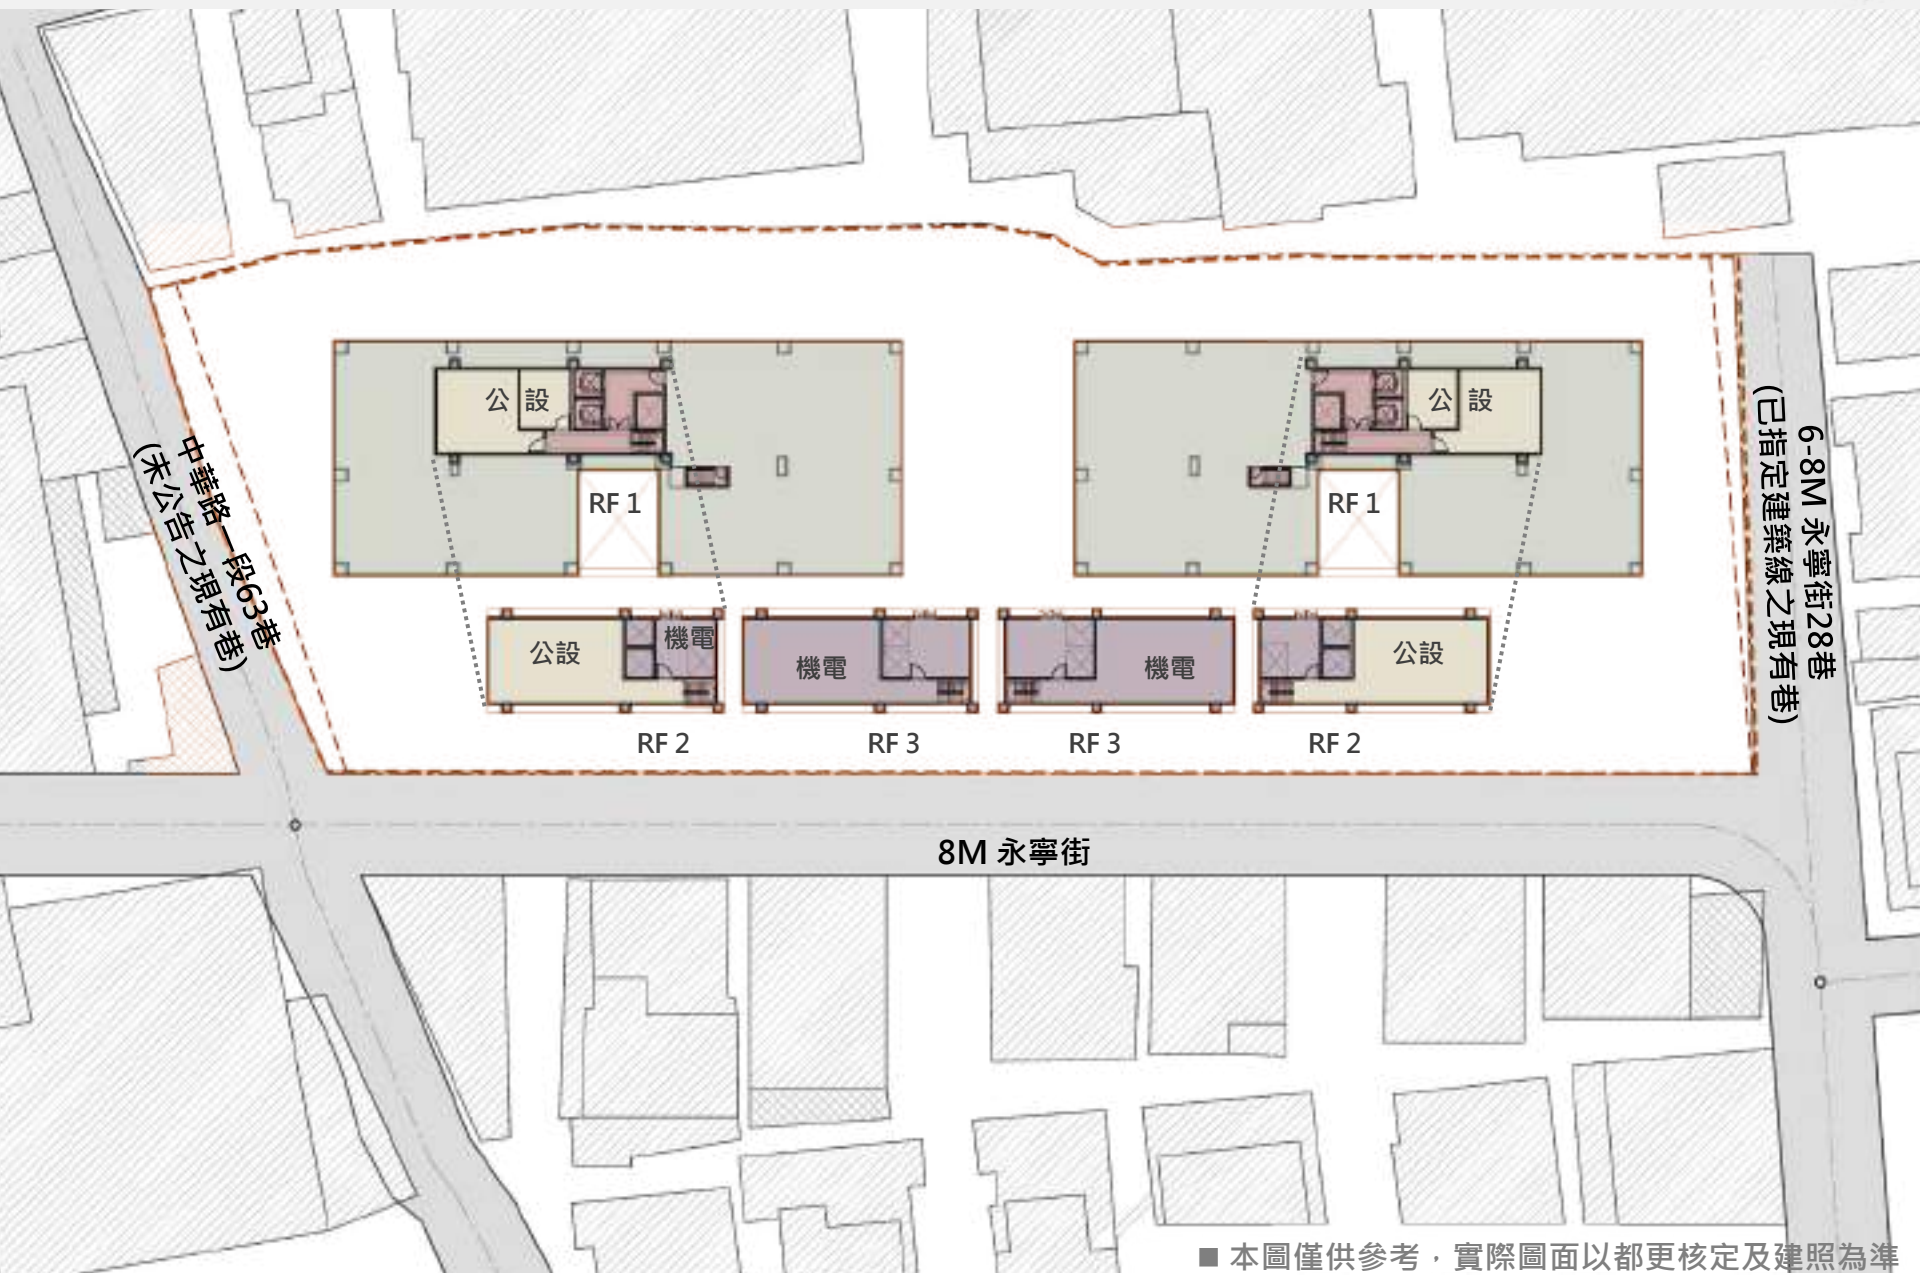 公設
公設
RF 1
RF 1
中華路一段63巷
(未公告之現有巷)
6-8M 永寧街28巷
(已指定建築線之現有巷)
公設
機電
機電
機電
公設
RF 2
RF 3
RF 3
RF 2
8M 永寧街
■ 本圖僅供參考，實際圖面以都更核定及建照為準